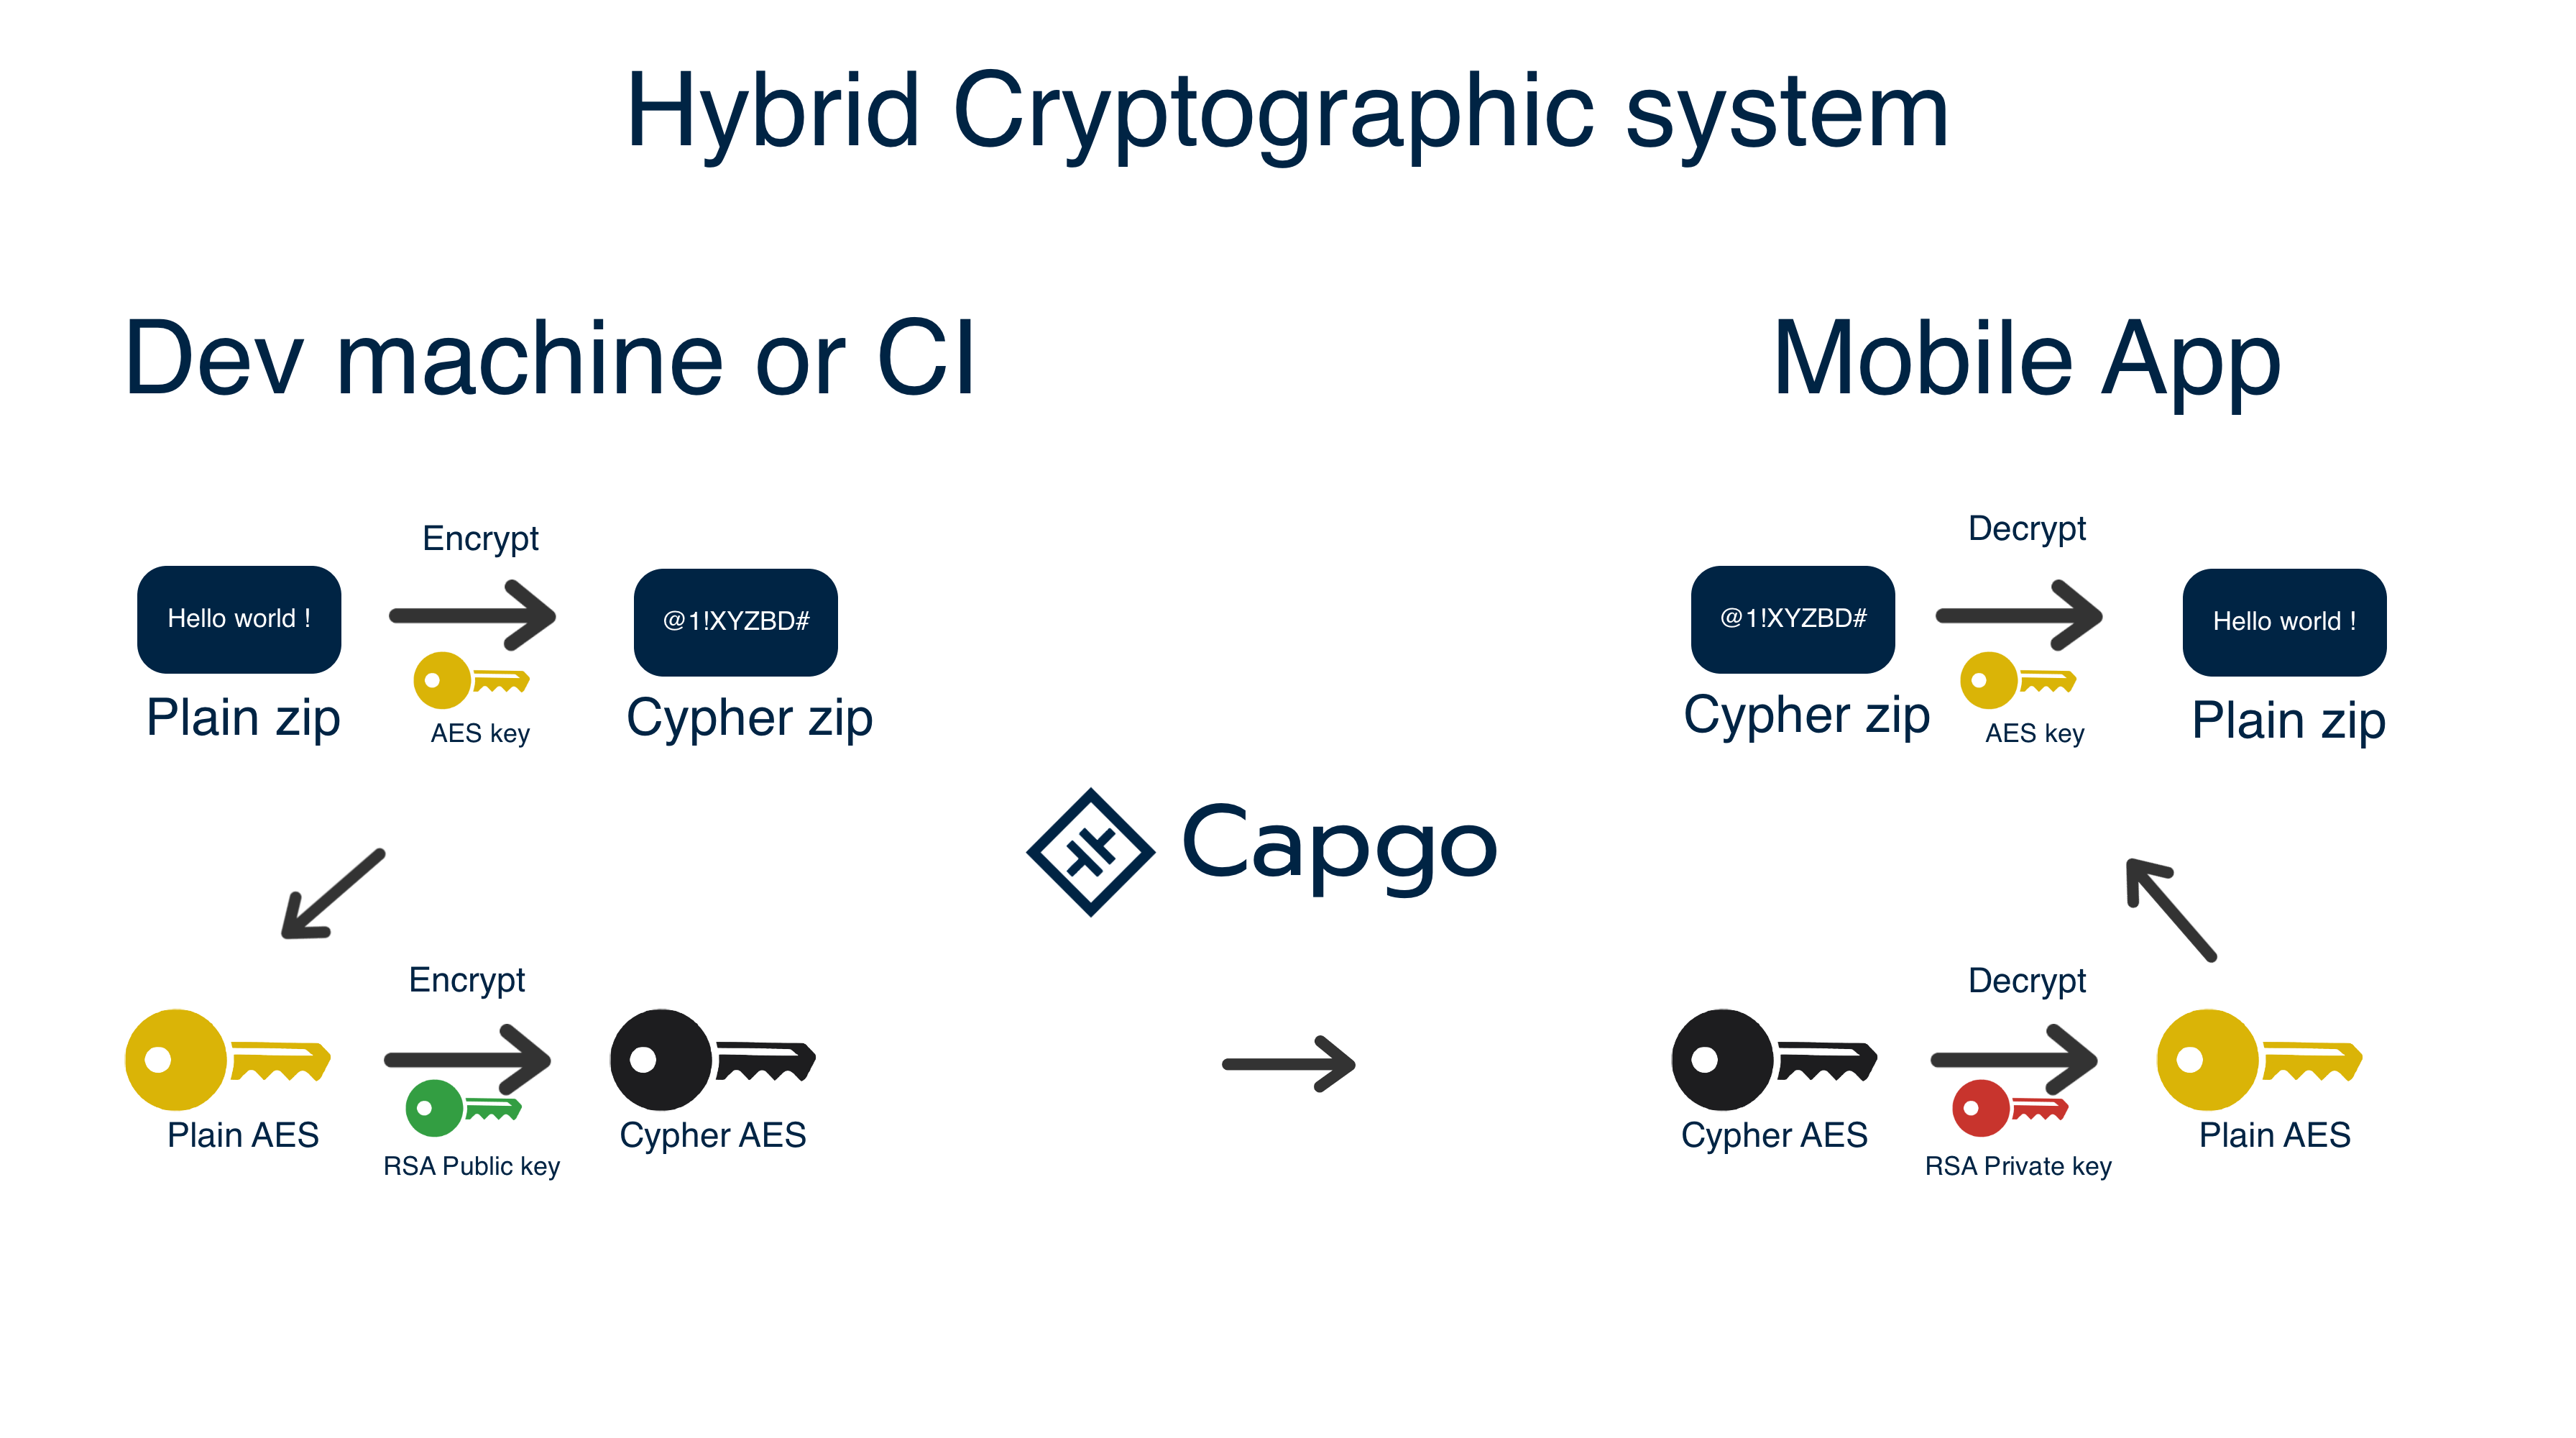 Hybrid Cryptographic system
Dev machine or CI
Mobile App
Encrypt
Hello world !
@1!XYZBD#
Plain zip
AES key
Cypher zip
Decrypt
@1!XYZBD#
Hello world !
Cypher zip
AES key
Plain zip
Capgo
Encrypt
Plain AES
RSA Public key
Cypher AES
Decrypt
Cypher AES
RSA Private key
Plain AES